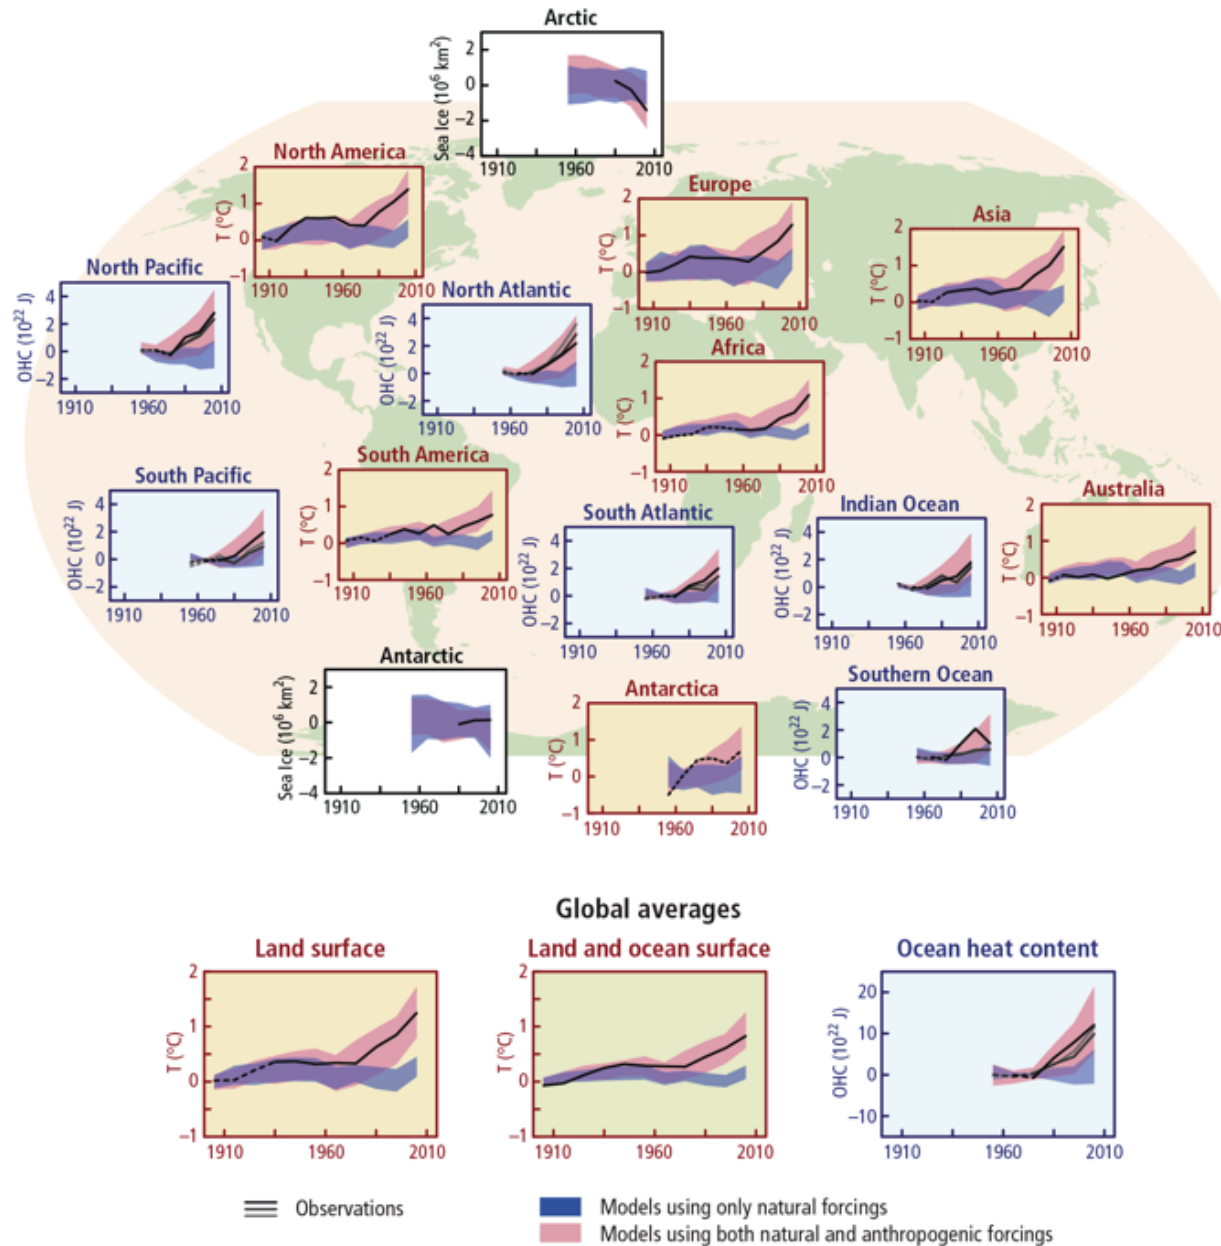 Arctic
Sea Ice (10⁶ km²)
2
0
−2
−4
1910 1960 2010
North America
T (°C)
2
1
0
−1
1910 1960 2010
Europe
T (°C)
2
1
0
−1
1910 1960 2010
Asia
T (°C)
2
1
0
−1
1910 1960 2010
North Pacific
OHC (10²² J)
4
2
0
−2
1910 1960 2010
North Atlantic
OHC (10²² J)
4
2
0
−2
1910 1960 2010
Africa
T (°C)
2
1
0
−1
1910 1960 2010
South Pacific
OHC (10²² J)
4
2
0
−2
1910 1960 2010
South America
T (°C)
2
1
0
−1
1910 1960 2010
South Atlantic
OHC (10²² J)
4
2
0
−2
1910 1960 2010
Indian Ocean
OHC (10²² J)
4
2
0
−2
1910 1960 2010
Australia
T (°C)
2
1
0
−1
1910 1960 2010
Antarctic
Sea Ice (10⁶ km²)
2
0
−2
−4
1910 1960 2010
Antarctica
T (°C)
2
1
0
−1
1910 1960 2010
Southern Ocean
OHC (10²² J)
4
2
0
−2
1910 1960 2010
Global averages
Land surface
T (°C)
2
1
0
−1
1910 1960 2010
Land and ocean surface
T (°C)
2
1
0
−1
1910 1960 2010
Ocean heat content
OHC (10²² J)
20
10
0
−10
1910 1960 2010
Observations
Models using only natural forcings
Models using both natural and anthropogenic forcings